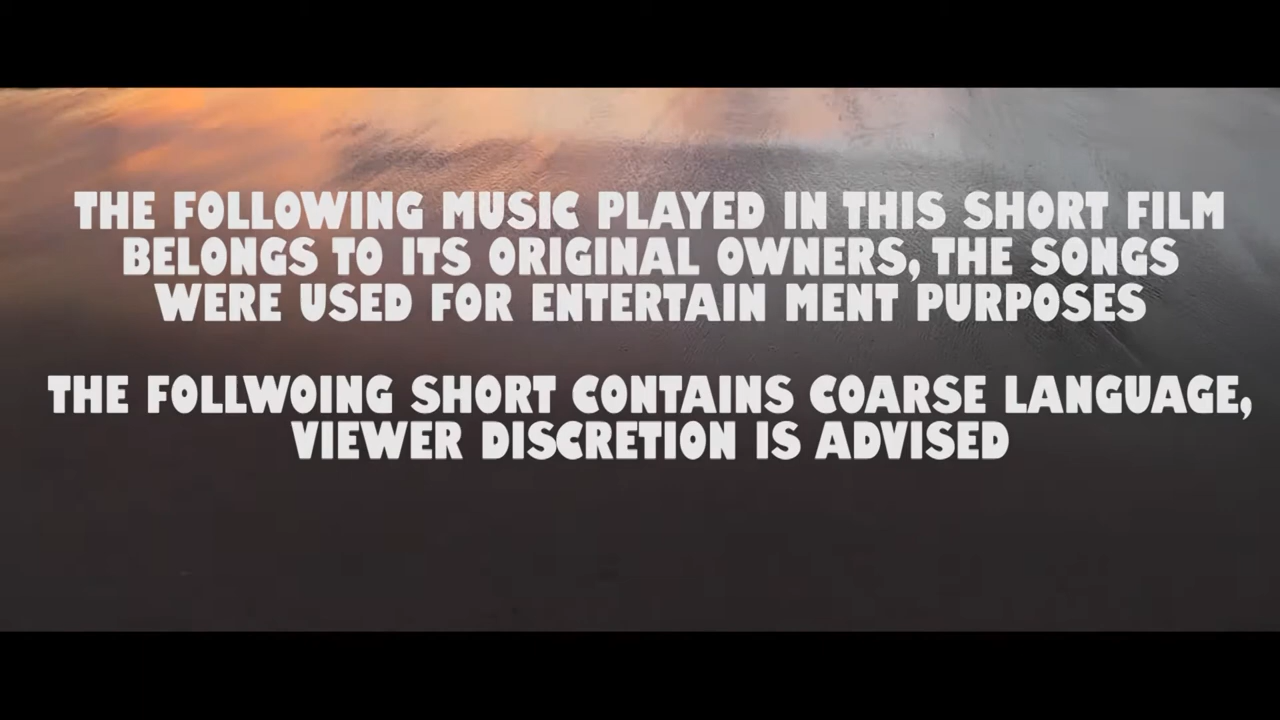 THE FOLLOWING MUSIC PLAYED IN THIS SHORT FILM
BELONGS TO ITS ORIGINAL OWNERS, THE SONGS
WERE USED FOR ENTERTAIN MENT PURPOSES
THE FOLLWOING SHORT CONTAINS COARSE LANGUAGE,
VIEWER DISCRETION IS ADVISED